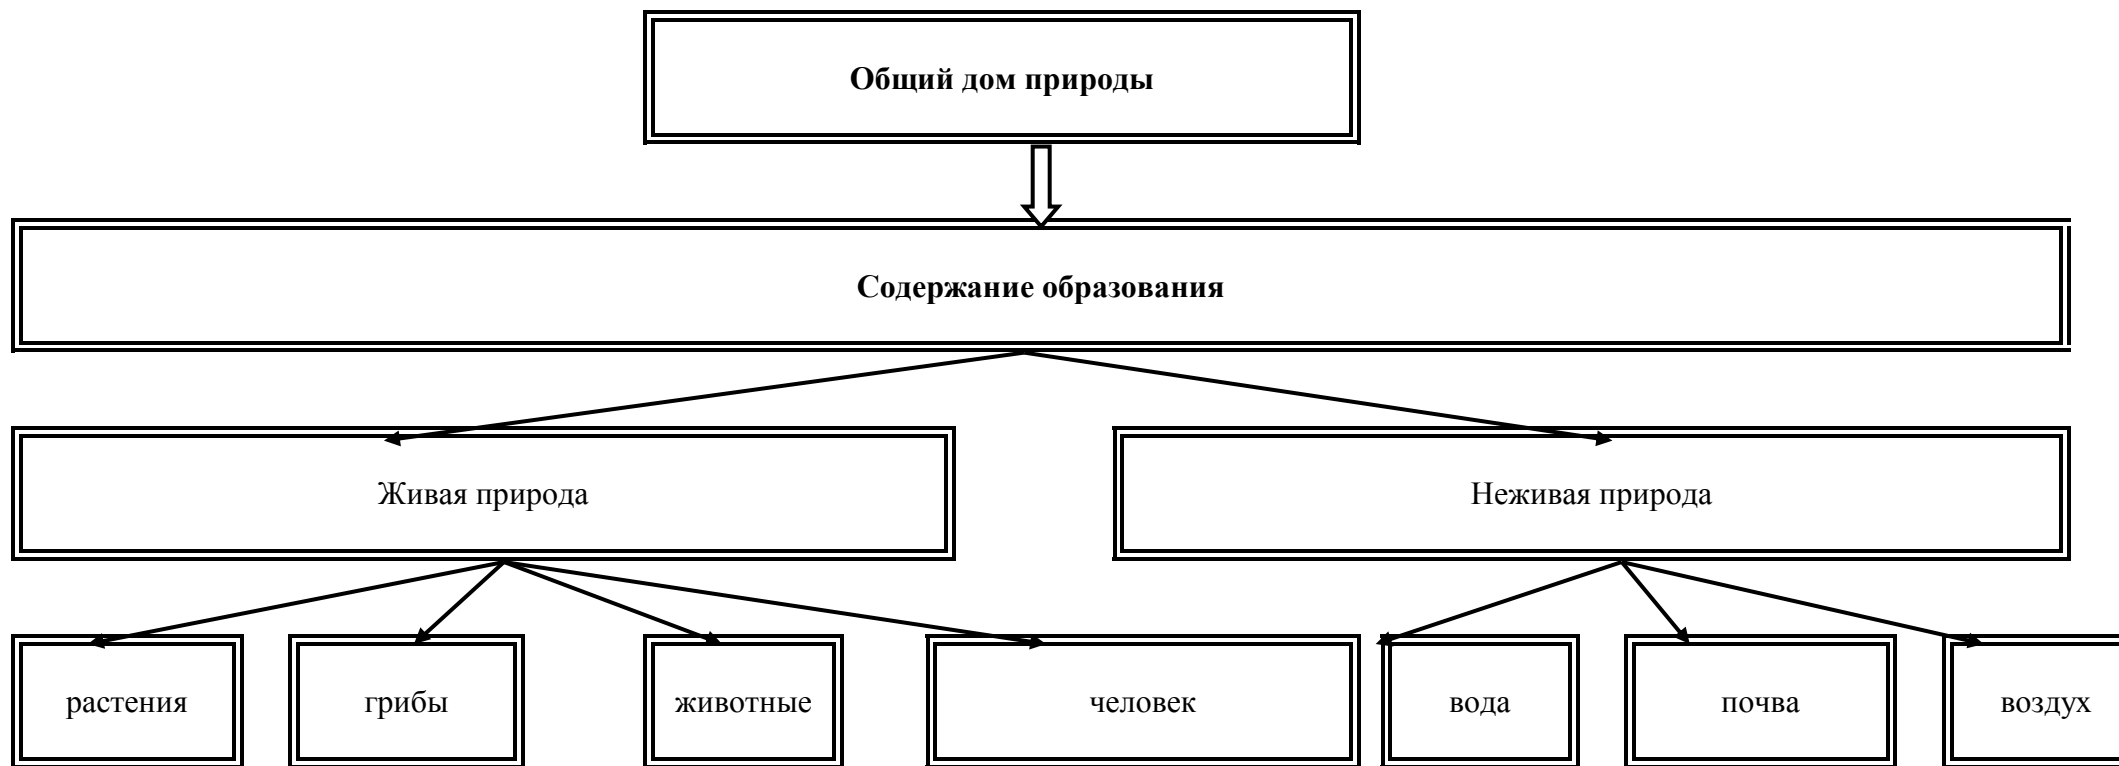 Общий дом природы
Содержание образования
Живая природа
Неживая природа
растения
грибы
животные
человек
вода
почва
воздух